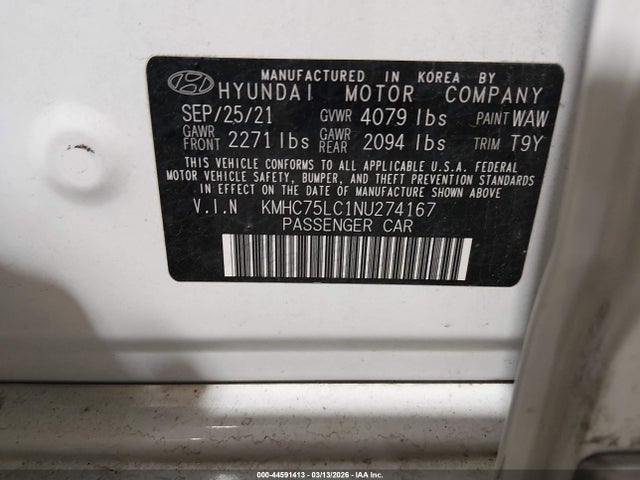 MANUFACTURED IN KOREA BY
HYUNDAI MOTOR COMPANY
SEP/25/21 GVWR 4079 lbs PAINT WAW
GAWR FRONT 2271 lbs GAWR REAR 2094 lbs TRIM T9Y
THIS VEHICLE CONFORMS TO ALL APPLICABLE U.S.A. FEDERAL
MOTOR VEHICLE SAFETY, BUMPER, AND THEFT PREVENTION STANDARDS
IN EFFECT ON THE DATE OF MANUFACTURE SHOWN ABOVE
V.I.N KMHC75LC1NU274167
PASSENGER CAR
000-44591413 | 03/13/2026 | IAA Inc.